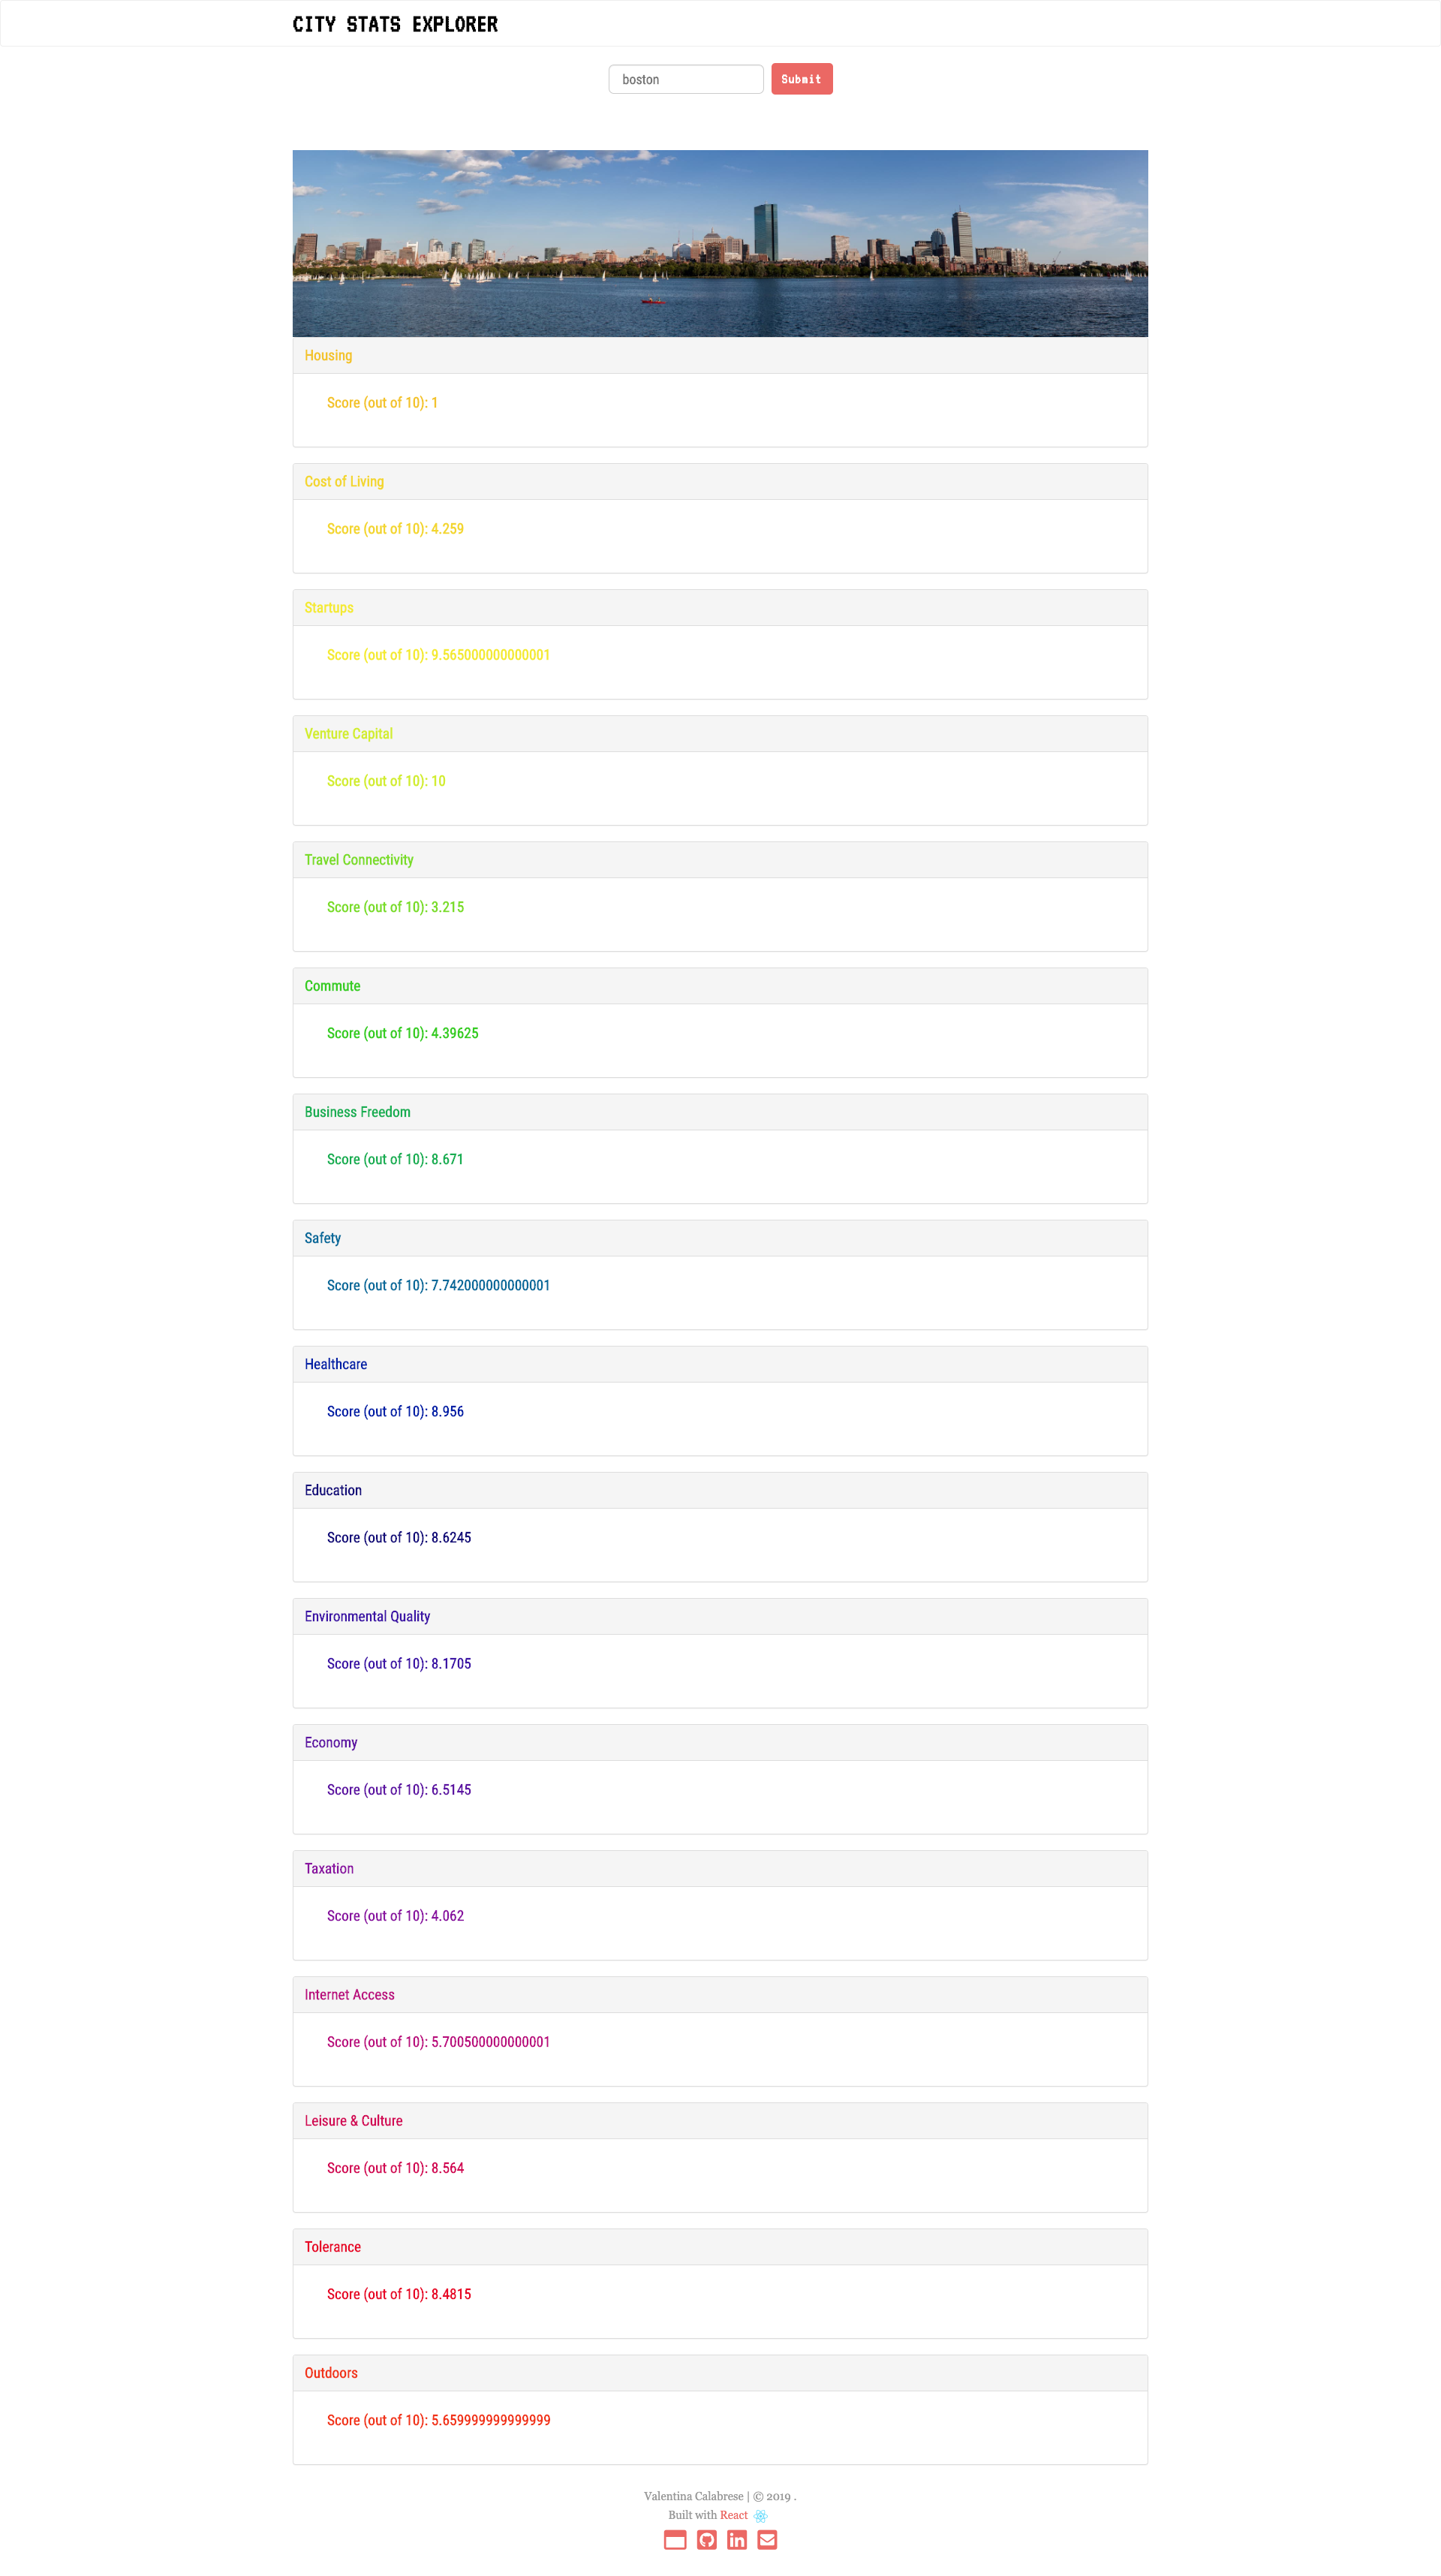 CITY STATS EXPLORER
boston
Submit
Housing
Score (out of 10): 1
Cost of Living
Score (out of 10): 4.259
Startups
Score (out of 10): 9.565000000000001
Venture Capital
Score (out of 10): 10
Travel Connectivity
Score (out of 10): 3.215
Commute
Score (out of 10): 4.39625
Business Freedom
Score (out of 10): 8.671
Safety
Score (out of 10): 7.742000000000001
Healthcare
Score (out of 10): 8.956
Education
Score (out of 10): 8.6245
Environmental Quality
Score (out of 10): 8.1705
Economy
Score (out of 10): 6.5145
Taxation
Score (out of 10): 4.062
Internet Access
Score (out of 10): 5.700500000000001
Leisure & Culture
Score (out of 10): 8.564
Tolerance
Score (out of 10): 8.4815
Outdoors
Score (out of 10): 5.659999999999999
Valentina Calabrese | © 2019 .
Built with React